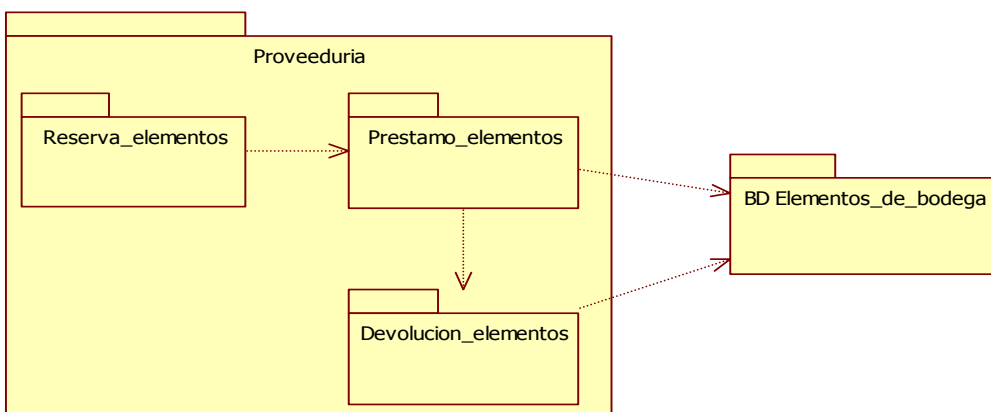 Proveeduria
Reserva_elementos
Prestamo_elementos
BD Elementos_de_bodega
Devolucion_elementos